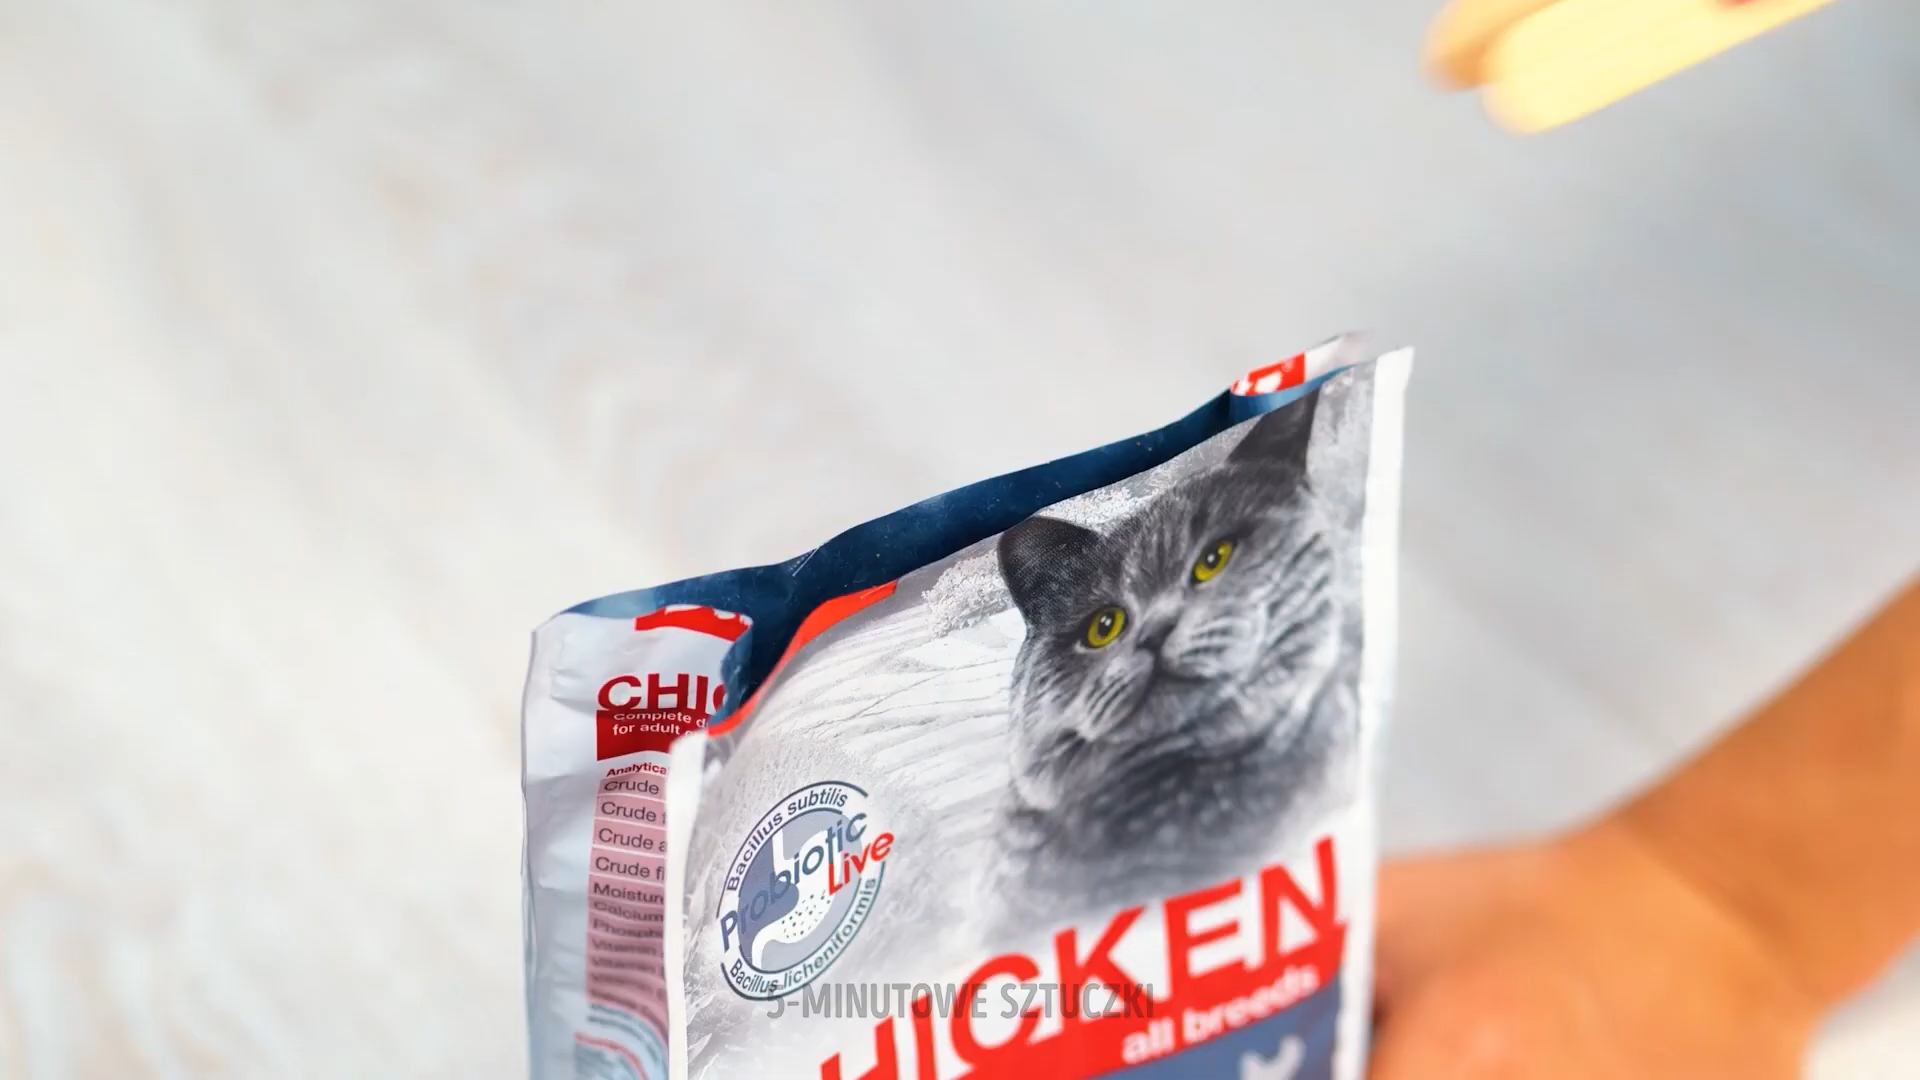 CHIC
Complete d
for adult
Analytica
Crude
Crude
Crude a
Crude fi
Moisture
Calcium
Bacillus subtilis
Probiotic
Live
Bacillus licheniformis
HICKEN
all breeds
5-MINUTOWE SZTUCZKI